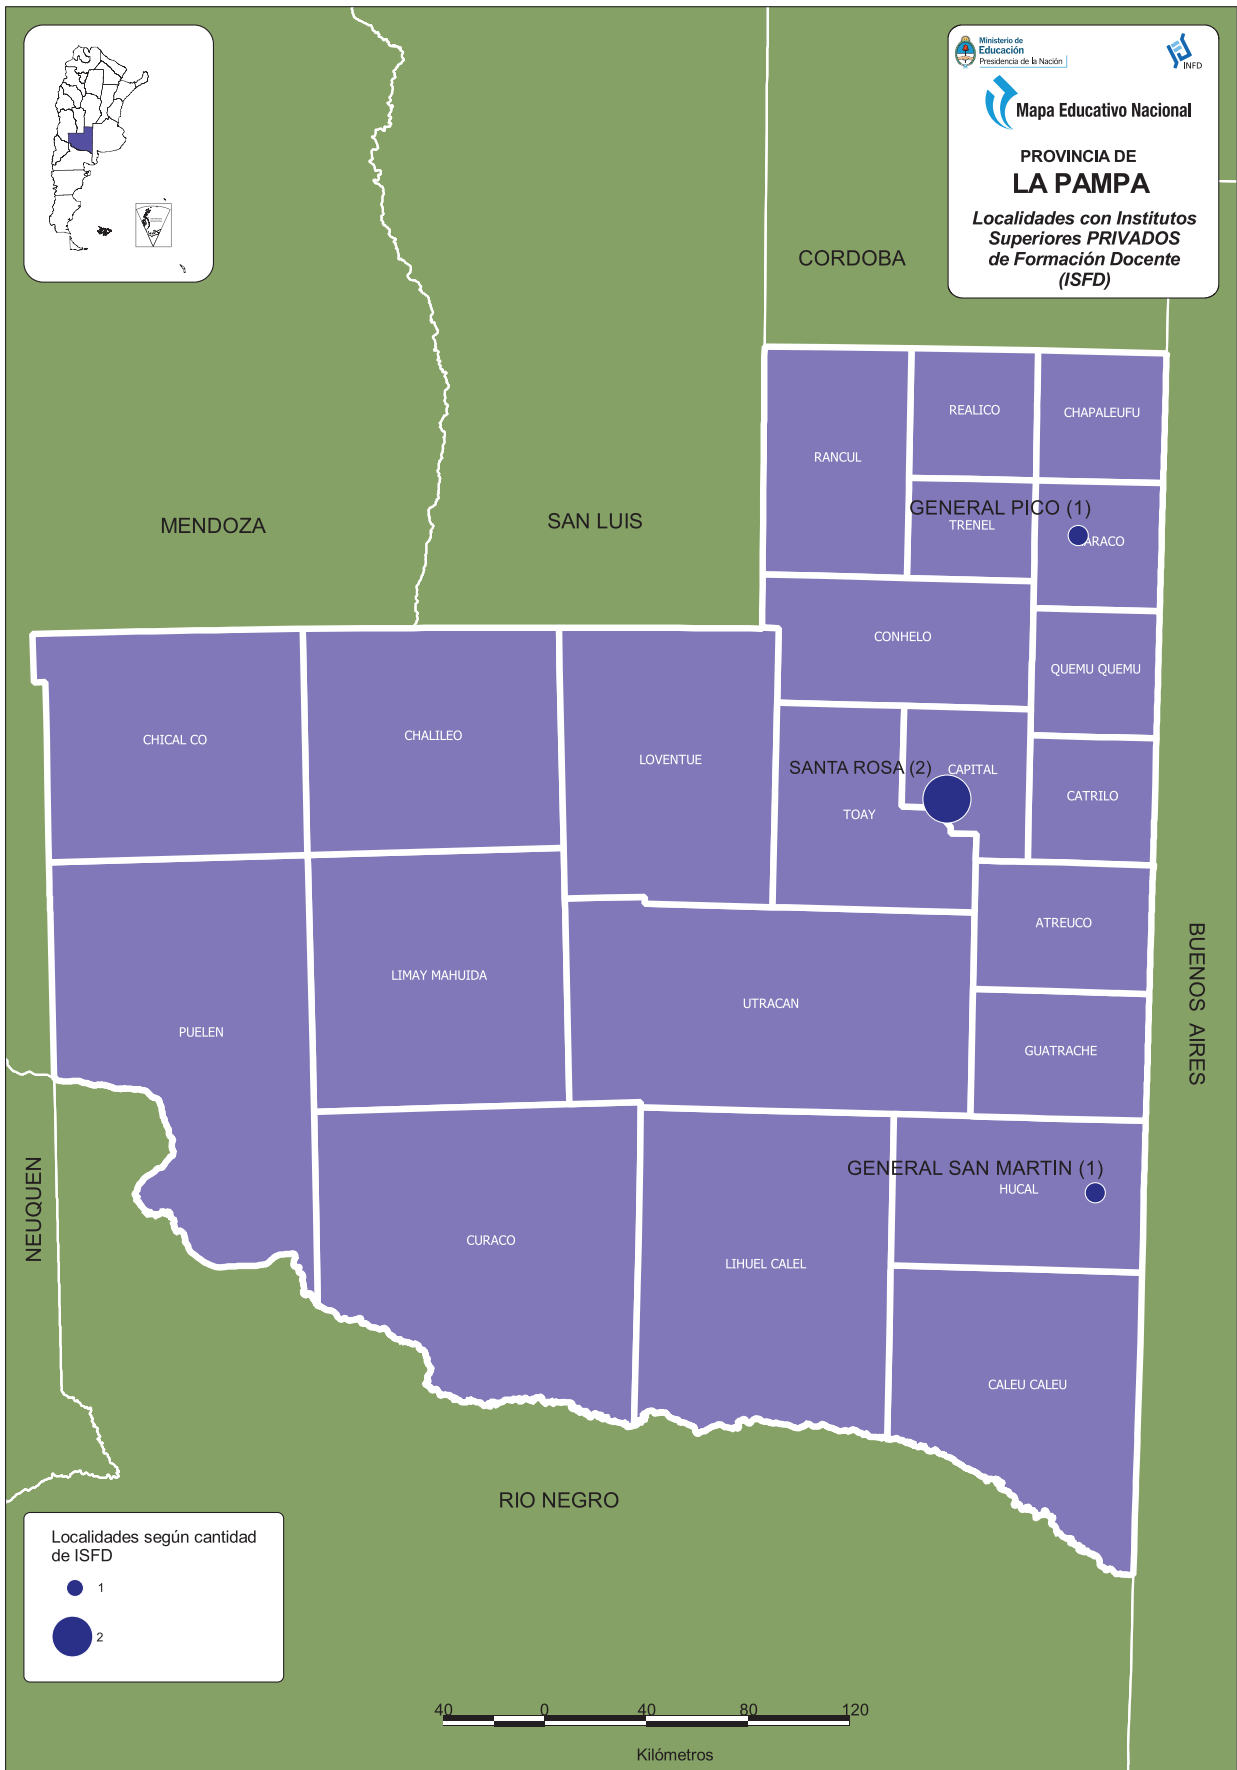 Ministerio de
Educación
Presidencia de la Nación
INFD
Mapa Educativo Nacional
PROVINCIA DE
LA PAMPA
Localidades con Institutos
Superiores PRIVADOS
de Formación Docente
(ISFD)
CORDOBA
MENDOZA
SAN LUIS
REALICO
CHAPALEUFU
RANCUL
GENERAL PICO (1)
TRENEL
ARACO
CONHELO
QUEMU QUEMU
CHICAL CO
CHALILEO
LOVENTUE
SANTA ROSA (2)
CAPITAL
CATRILO
TOAY
ATREUCO
BUENOS AIRES
LIMAY MAHUIDA
UTRACAN
PUELEN
GUATRACHE
NEUQUEN
GENERAL SAN MARTÍN (1)
HUCAL
CURACO
LIHUEL CALEL
CALEU CALEU
RIO NEGRO
Localidades según cantidad
de ISFD
1
2
40 0 40 80 120
Kilómetros